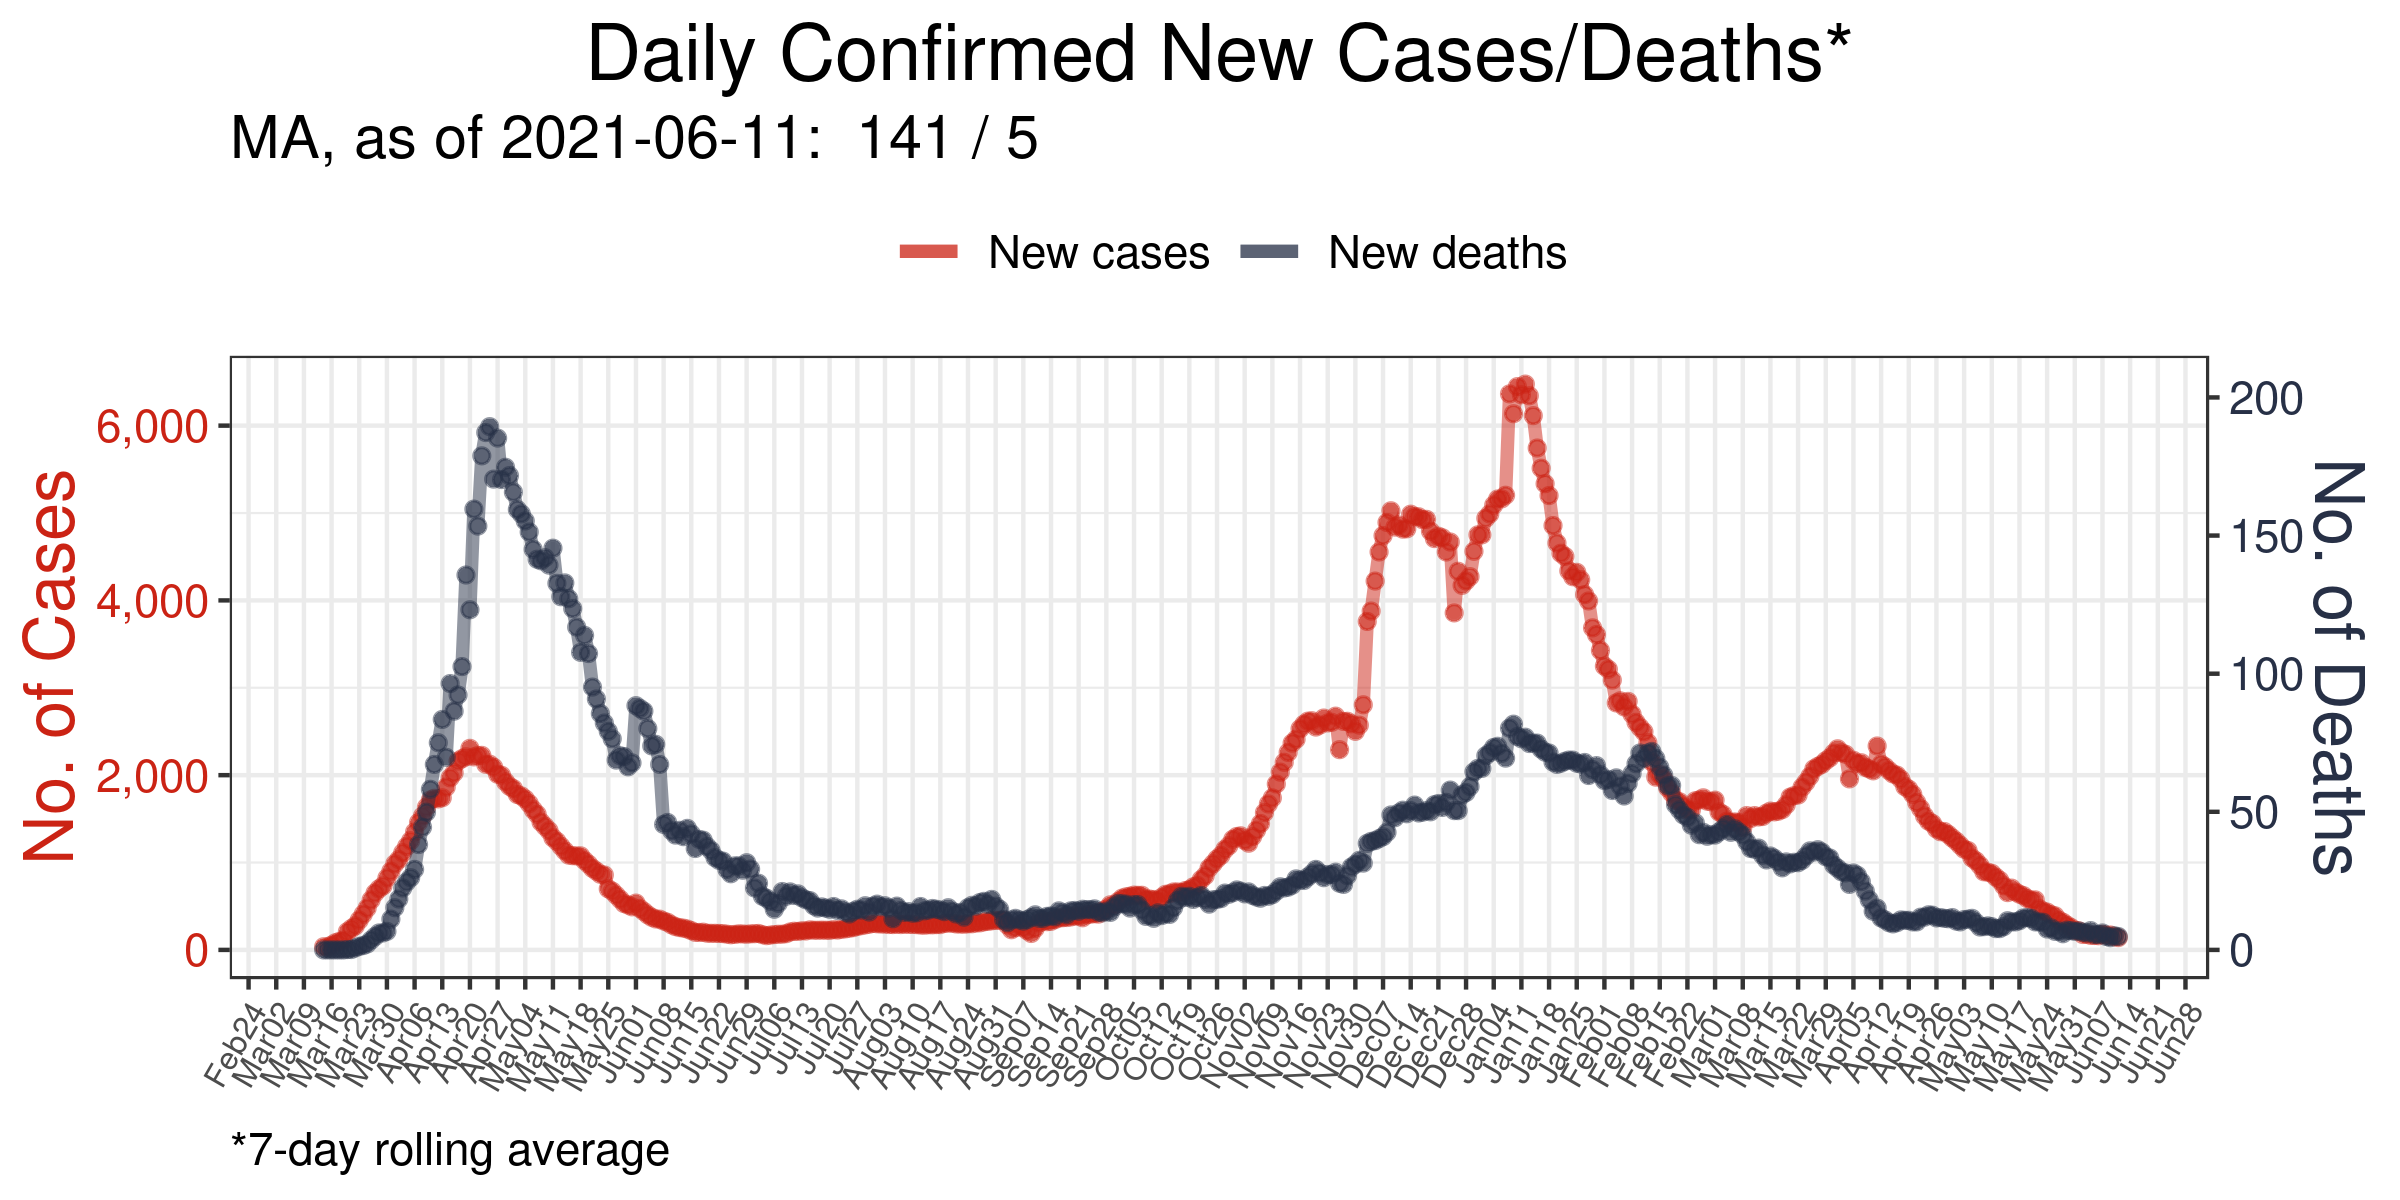 Daily Confirmed New Cases/Deaths*
MA, as of 2021-06-11:  141 / 5
New cases
New deaths
No. of Cases
6,000
4,000
2,000
0
200
150
100
50
0
No. of Deaths
Feb24
Mar02
Mar09
Mar16
Mar23
Mar30
Apr06
Apr13
Apr20
Apr27
May04
May11
May18
May25
Jun01
Jun08
Jun15
Jun22
Jun29
Jul06
Jul13
Jul20
Jul27
Aug03
Aug10
Aug17
Aug24
Aug31
Sep07
Sep14
Sep21
Sep28
Oct05
Oct12
Oct19
Oct26
Nov02
Nov09
Nov16
Nov23
Nov30
Dec07
Dec14
Dec21
Dec28
Jan04
Jan11
Jan18
Jan25
Feb01
Feb08
Feb15
Feb22
Mar01
Mar08
Mar15
Mar22
Mar29
Apr05
Apr12
Apr19
Apr26
May03
May10
May17
May24
May31
Jun07
Jun14
Jun21
Jun28
*7-day rolling average